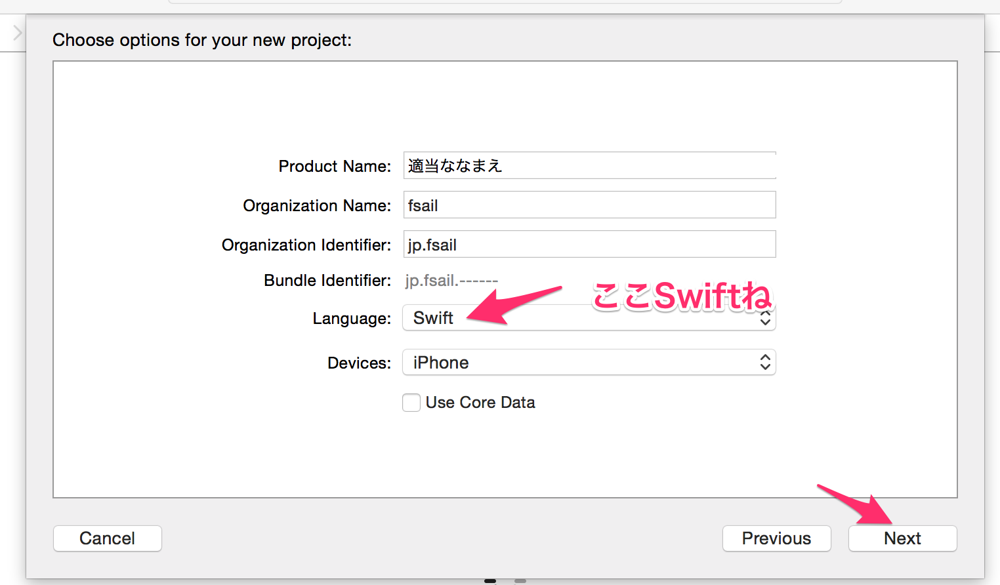 Choose options for your new project:
Product Name: 適当ななまえ
Organization Name: fsail
Organization Identifier: jp.fsail
Bundle Identifier: jp.fsail.------
ここSwiftね
Language: Swift
Devices: iPhone
Use Core Data
Cancel Previous Next